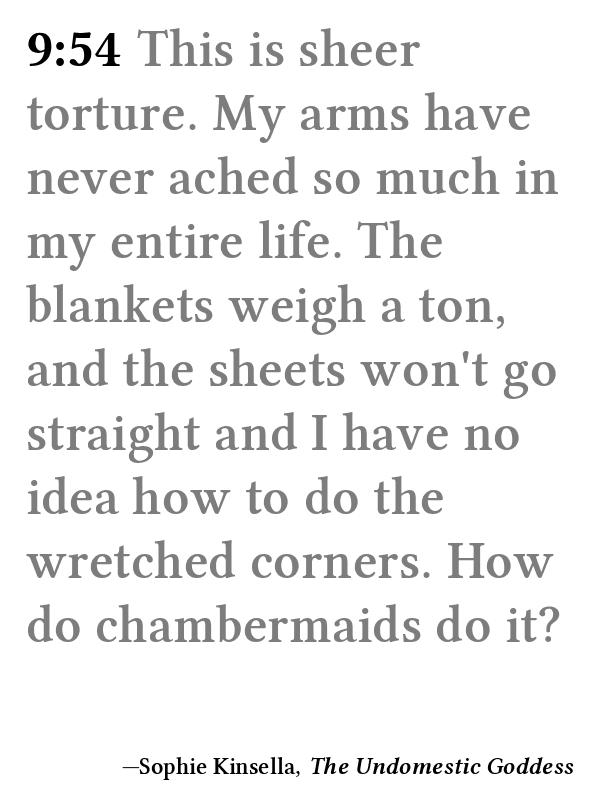 9:54 This is sheer
torture. My arms have
never ached so much in
my entire life. The
blankets weigh a ton,
and the sheets won't go
straight and I have no
idea how to do the
wretched corners. How
do chambermaids do it?
—Sophie Kinsella, The Undomestic Goddess